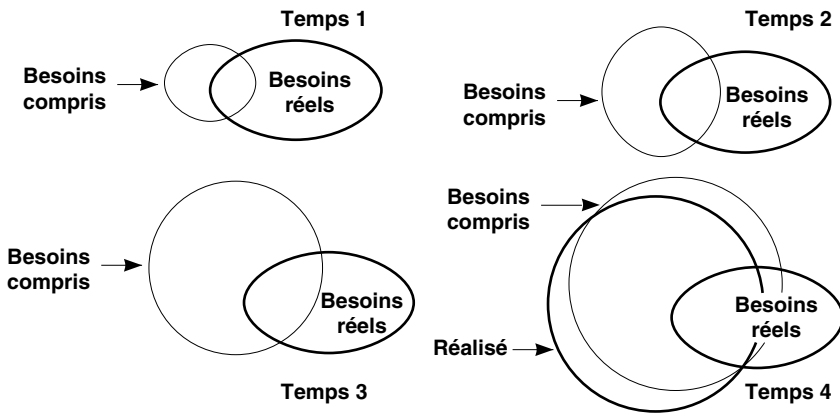 Temps 1
Besoins
compris
Besoins
réels
Temps 2
Besoins
compris
Besoins
réels
Besoins
compris
Besoins
réels
Temps 3
Besoins
compris
Besoins
réels
Réalisé
Temps 4